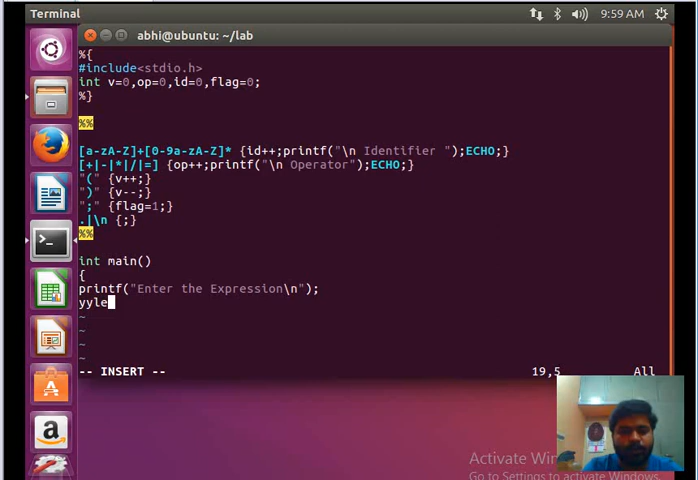 Terminal
9:59 AM
abhi@ubuntu: ~/lab
%{
#include<stdio.h>
int v=0,op=0,id=0,flag=0;
%}
%%
[a-zA-Z]+[0-9a-zA-Z]* {id++;printf("\n Identifier ");ECHO;}
[+|-|*|/|=] {op++;printf("\n Operator");ECHO;}
"(" {v++;}
")" {v--;}
";" {flag=1;}
.|\n {;}
%%
int main()
{
printf("Enter the Expression\n");
yyle
~
~
~
~
-- INSERT -- 19,5 All
Activate Win
Go to Settings to activate Windows.